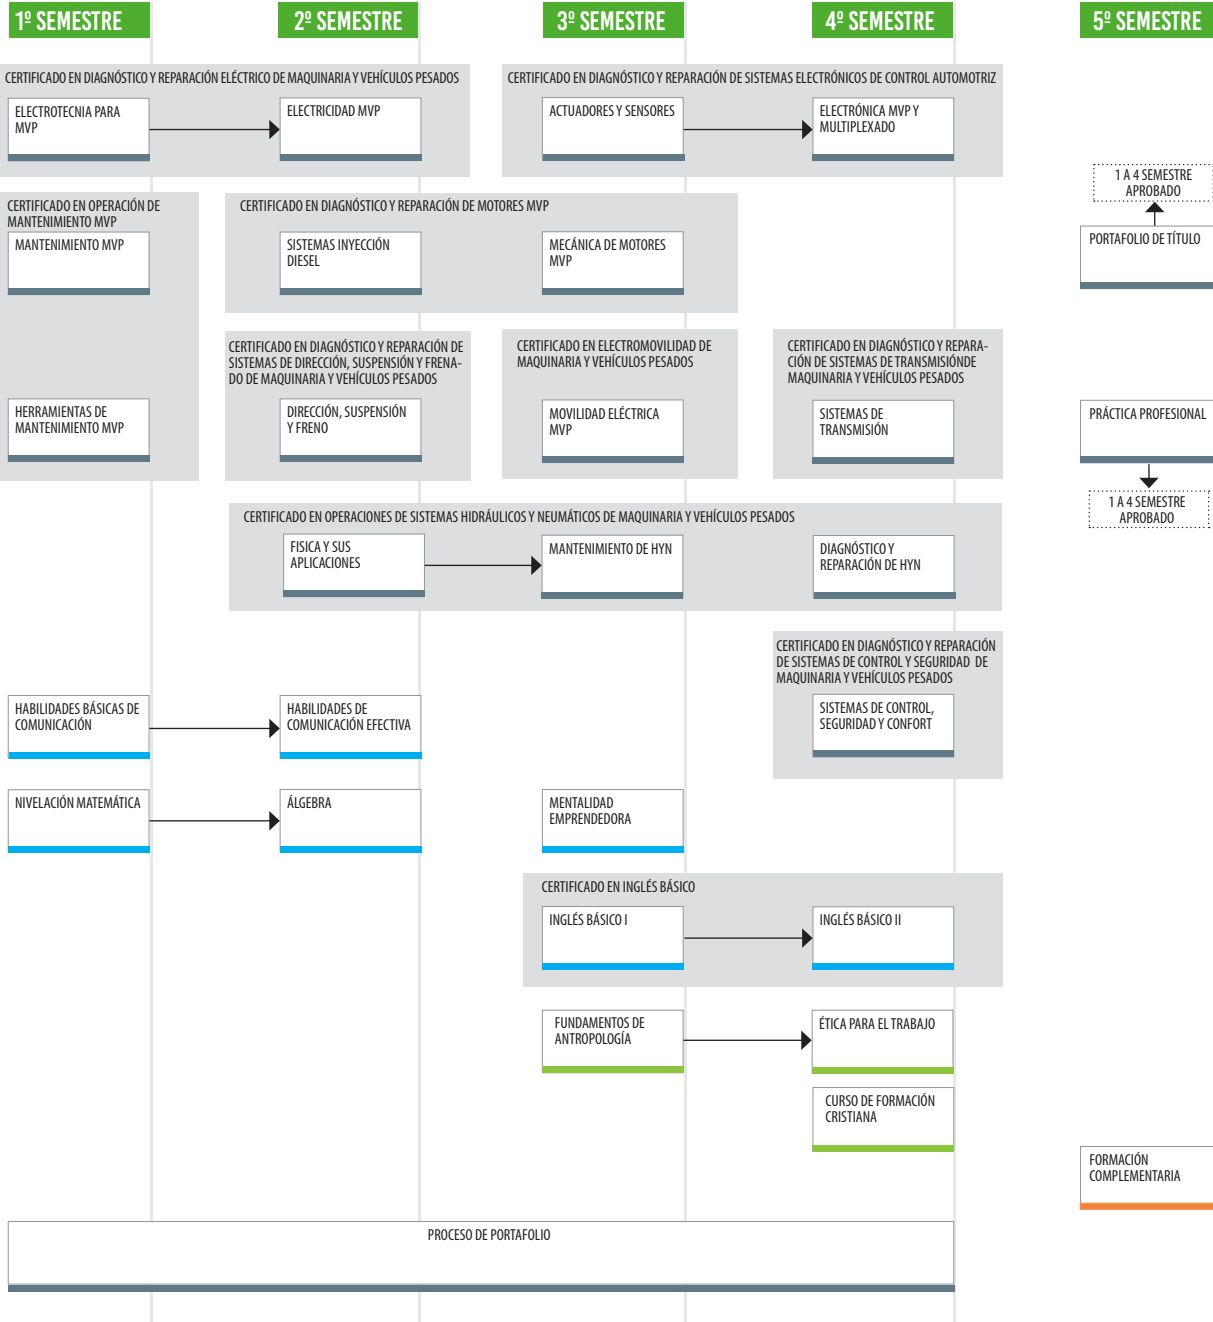 1º SEMESTRE
2º SEMESTRE
3º SEMESTRE
4º SEMESTRE
5º SEMESTRE
CERTIFICADO EN DIAGNÓSTICO Y REPARACIÓN ELÉCTRICO DE MAQUINARIA Y VEHÍCULOS PESADOS
ELECTROTECNIA PARA
MVP
ELECTRICIDAD MVP
CERTIFICADO EN DIAGNÓSTICO Y REPARACIÓN DE SISTEMAS ELECTRÓNICOS DE CONTROL AUTOMOTRIZ
ACTUADORES Y SENSORES
ELECTRÓNICA MVP Y
MULTIPLEXADO
1 A 4 SEMESTRE
APROBADO
PORTAFOLIO DE TÍTULO
CERTIFICADO EN OPERACIÓN DE
MANTENIMIENTO MVP
MANTENIMIENTO MVP
HERRAMIENTAS DE
MANTENIMIENTO MVP
CERTIFICADO EN DIAGNÓSTICO Y REPARACIÓN DE MOTORES MVP
SISTEMAS INYECCIÓN
DIESEL
MECÁNICA DE MOTORES
MVP
CERTIFICADO EN DIAGNÓSTICO Y REPARACIÓN DE
SISTEMAS DE DIRECCIÓN, SUSPENSIÓN Y FRENA-
DO DE MAQUINARIA Y VEHÍCULOS PESADOS
DIRECCIÓN, SUSPENSIÓN
Y FRENO
CERTIFICADO EN ELECTROMOVILIDAD DE
MAQUINARIA Y VEHÍCULOS PESADOS
MOVILIDAD ELÉCTRICA
MVP
CERTIFICADO EN DIAGNÓSTICO Y REPARA-
CIÓN DE SISTEMAS DE TRANSMISIÓNDE
MAQUINARIA Y VEHÍCULOS PESADOS
SISTEMAS DE
TRANSMISIÓN
PRÁCTICA PROFESIONAL
1 A 4 SEMESTRE
APROBADO
CERTIFICADO EN OPERACIONES DE SISTEMAS HIDRÁULICOS Y NEUMÁTICOS DE MAQUINARIA Y VEHÍCULOS PESADOS
FISICA Y SUS
APLICACIONES
MANTENIMIENTO DE HYN
DIAGNÓSTICO Y
REPARACIÓN DE HYN
CERTIFICADO EN DIAGNÓSTICO Y REPARACIÓN
DE SISTEMAS DE CONTROL Y SEGURIDAD DE
MAQUINARIA Y VEHÍCULOS PESADOS
SISTEMAS DE CONTROL,
SEGURIDAD Y CONFORT
HABILIDADES BÁSICAS DE
COMUNICACIÓN
HABILIDADES DE
COMUNICACIÓN EFECTIVA
NIVELACIÓN MATEMÁTICA
ÁLGEBRA
MENTALIDAD
EMPRENDEDORA
CERTIFICADO EN INGLÉS BÁSICO
INGLÉS BÁSICO I
INGLÉS BÁSICO II
FUNDAMENTOS DE
ANTROPOLOGÍA
ÉTICA PARA EL TRABAJO
CURSO DE FORMACIÓN
CRISTIANA
FORMACIÓN
COMPLEMENTARIA
PROCESO DE PORTAFOLIO